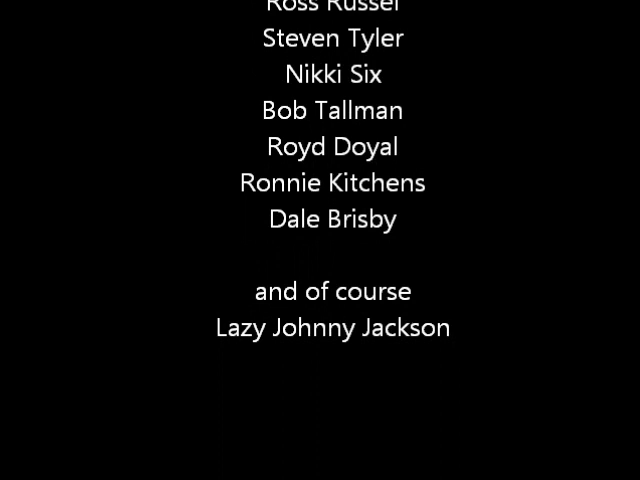 Ross Russel
Steven Tyler
Nikki Six
Bob Tallman
Royd Doyal
Ronnie Kitchens
Dale Brisby
and of course
Lazy Johnny Jackson